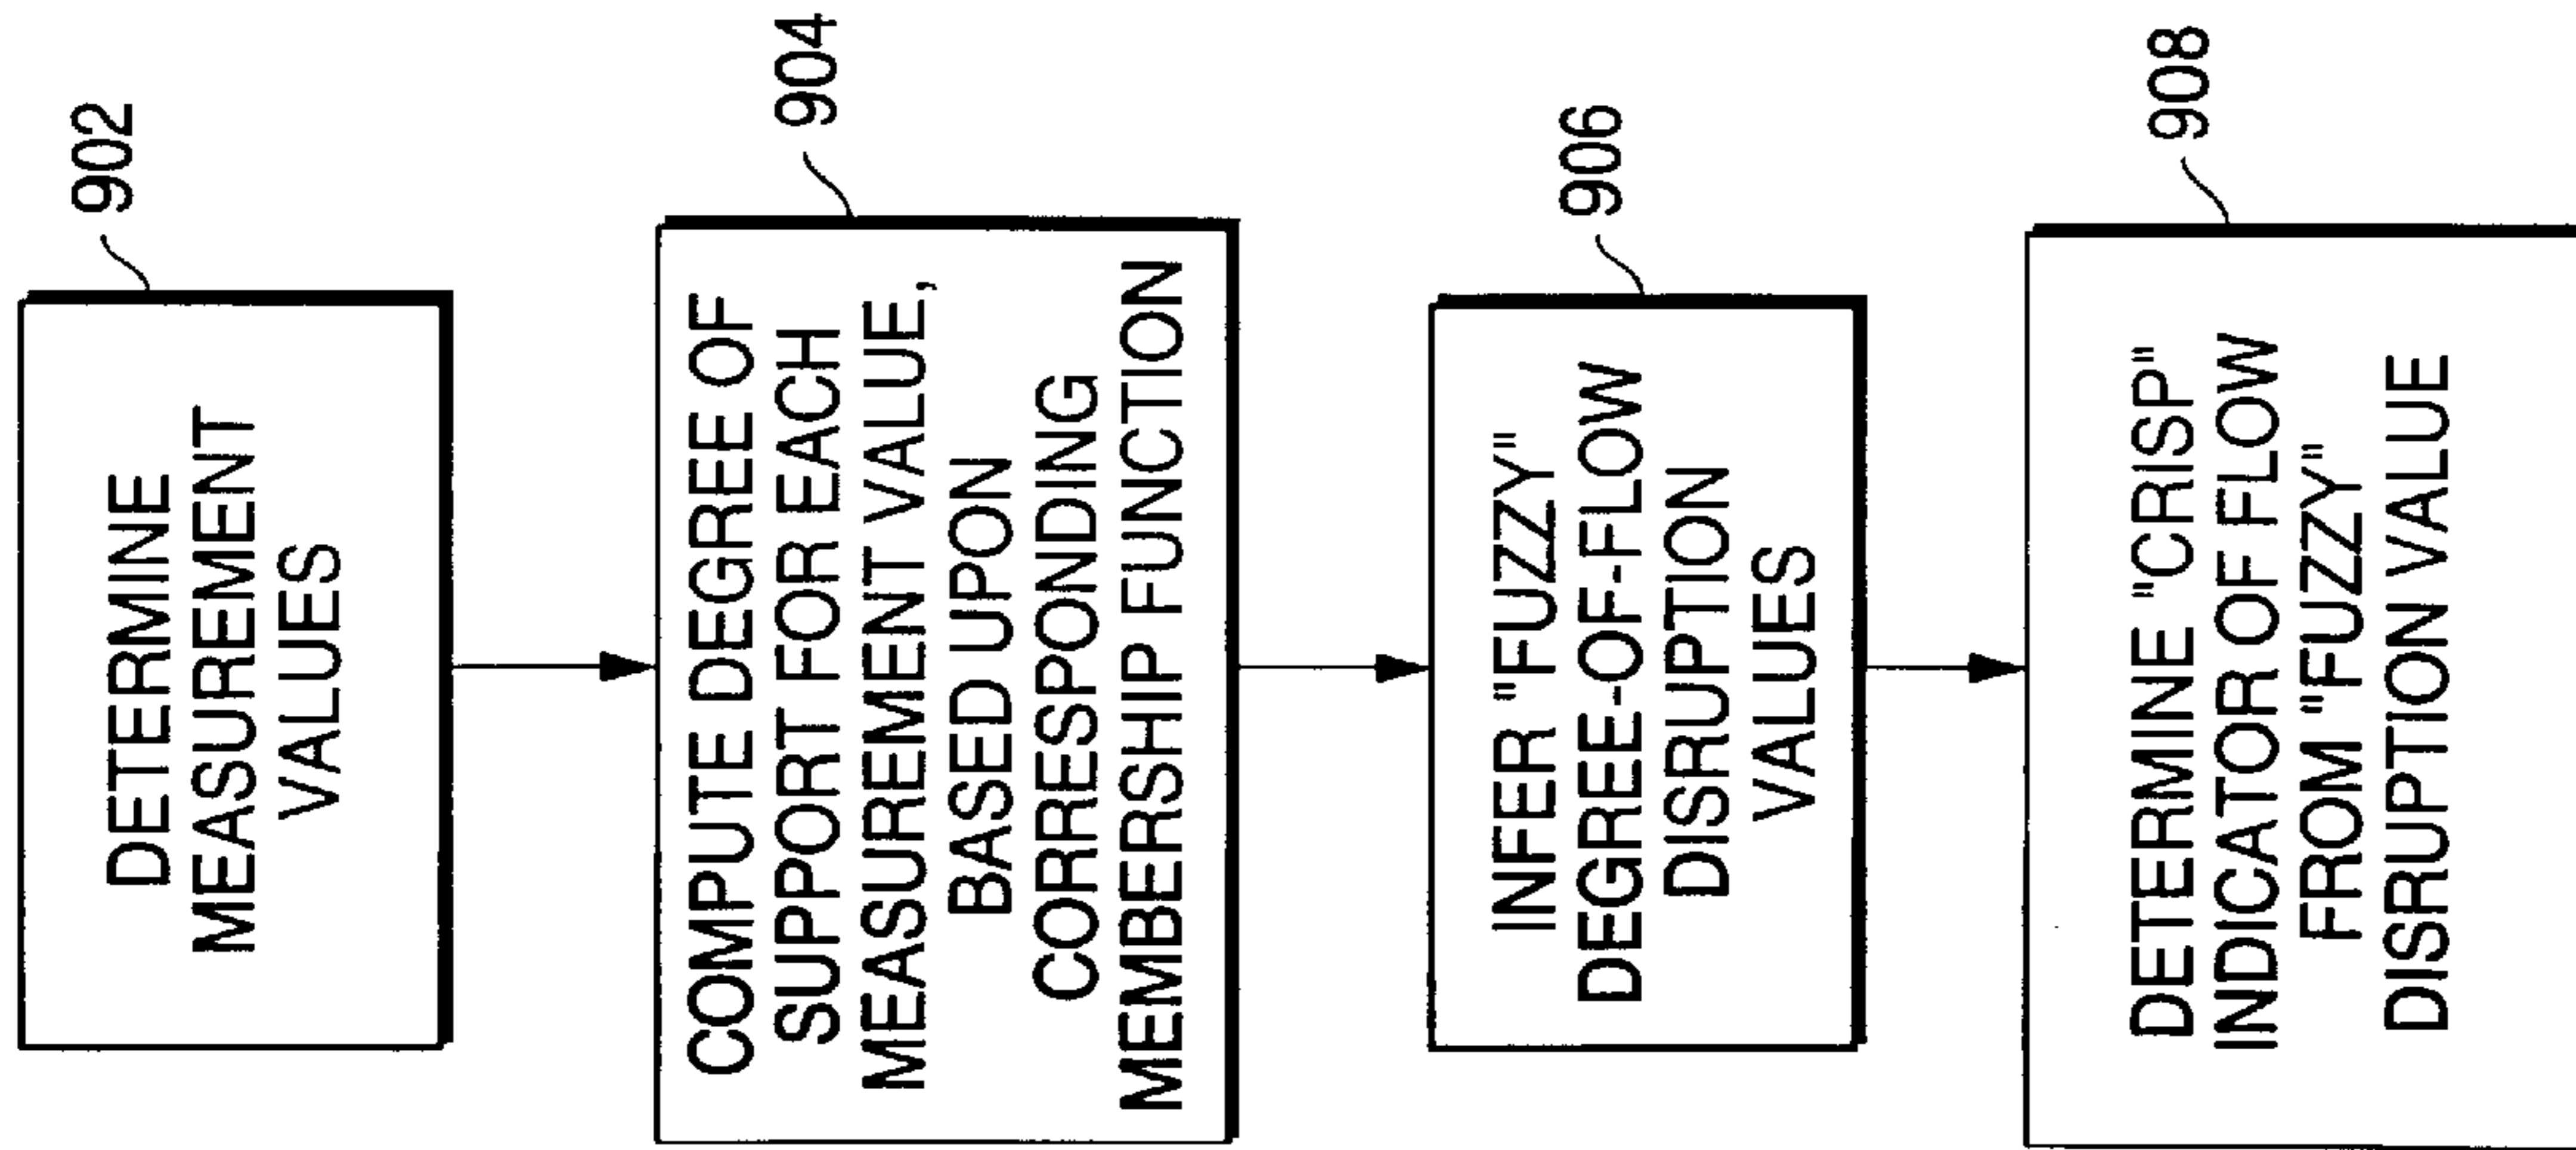 902
DETERMINE
MEASUREMENT
VALUES
904
COMPUTE DEGREE OF
SUPPORT FOR EACH
MEASUREMENT VALUE,
BASED UPON
CORRESPONDING
MEMBERSHIP FUNCTION
906
INFER "FUZZY"
DEGREE-OF-FLOW
DISRUPTION
VALUES
908
DETERMINE "CRISP"
INDICATOR OF FLOW
FROM "FUZZY"
DISRUPTION VALUE